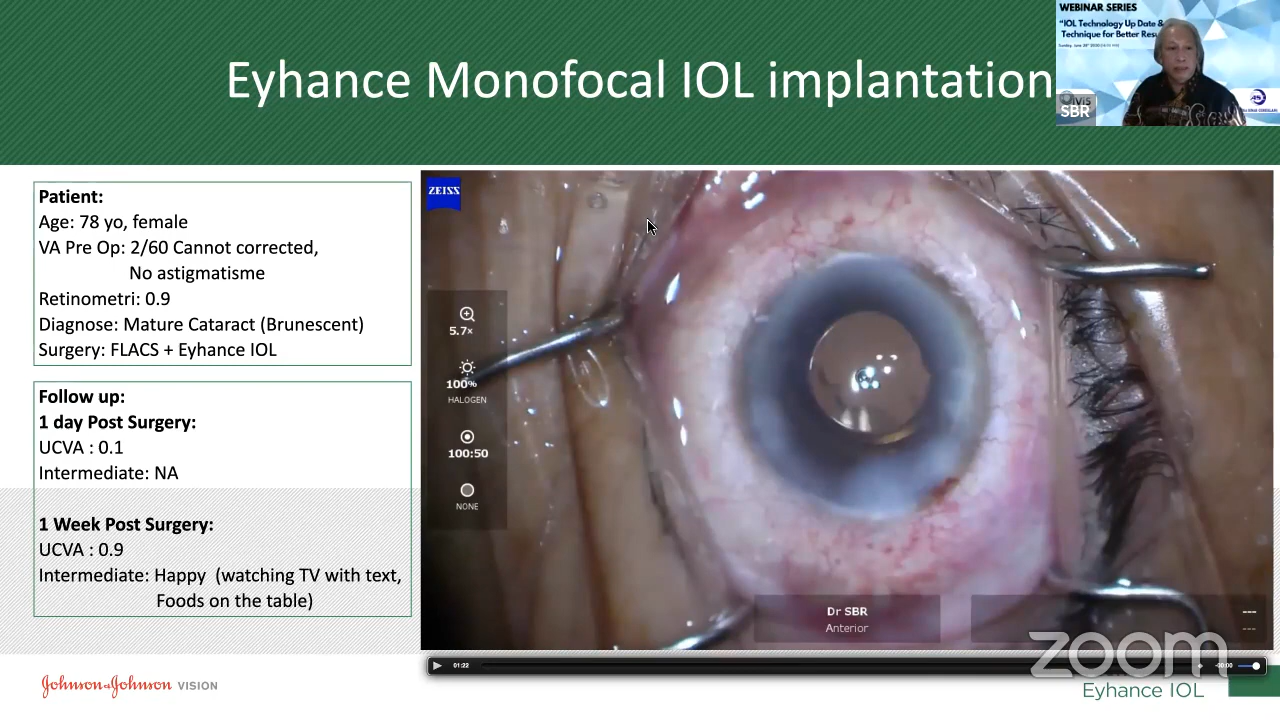 Eyhance Monofocal IOL implantation
WEBINAR SERIES
"IOL Technology Up Date &
Technique for Better Resu
SBR
Patient:
Age: 78 yo, female
VA Pre Op: 2/60 Cannot corrected,
No astigmatisme
Retinometri: 0.9
Diagnose: Mature Cataract (Brunescent)
Surgery: FLACS + Eyhance IOL
Follow up:
1 day Post Surgery:
UCVA : 0.1
Intermediate: NA
1 Week Post Surgery:
UCVA : 0.9
Intermediate: Happy (watching TV with text,
Foods on the table)
ZEISS
5.7×
100%
HALOGEN
100:50
NONE
Dr SBR
Anterior
---
---
zoom
01:22
-00:00
Johnson&Johnson VISION
Eyhance IOL